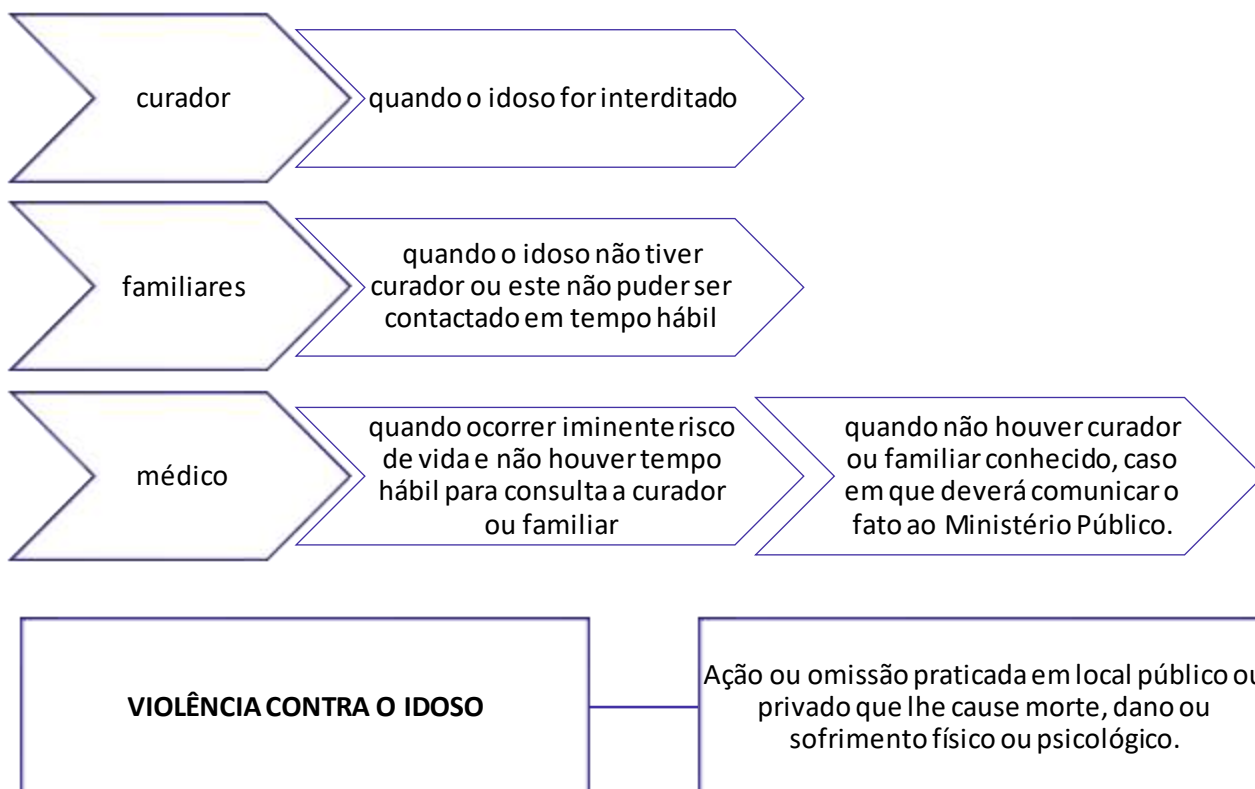 curador
quando o idoso for interditado
familiares
quando o idoso não tiver
curador ou este não puder ser
contactado em tempo hábil
médico
quando ocorrer iminente risco
de vida e não houver tempo
hábil para consulta a curador
ou familiar
quando não houver curador
ou familiar conhecido, caso
em que deverá comunicar o
fato ao Ministério Público.
VIOLÊNCIA CONTRA O IDOSO
Ação ou omissão praticada em local público ou
privado que lhe cause morte, dano ou
sofrimento físico ou psicológico.